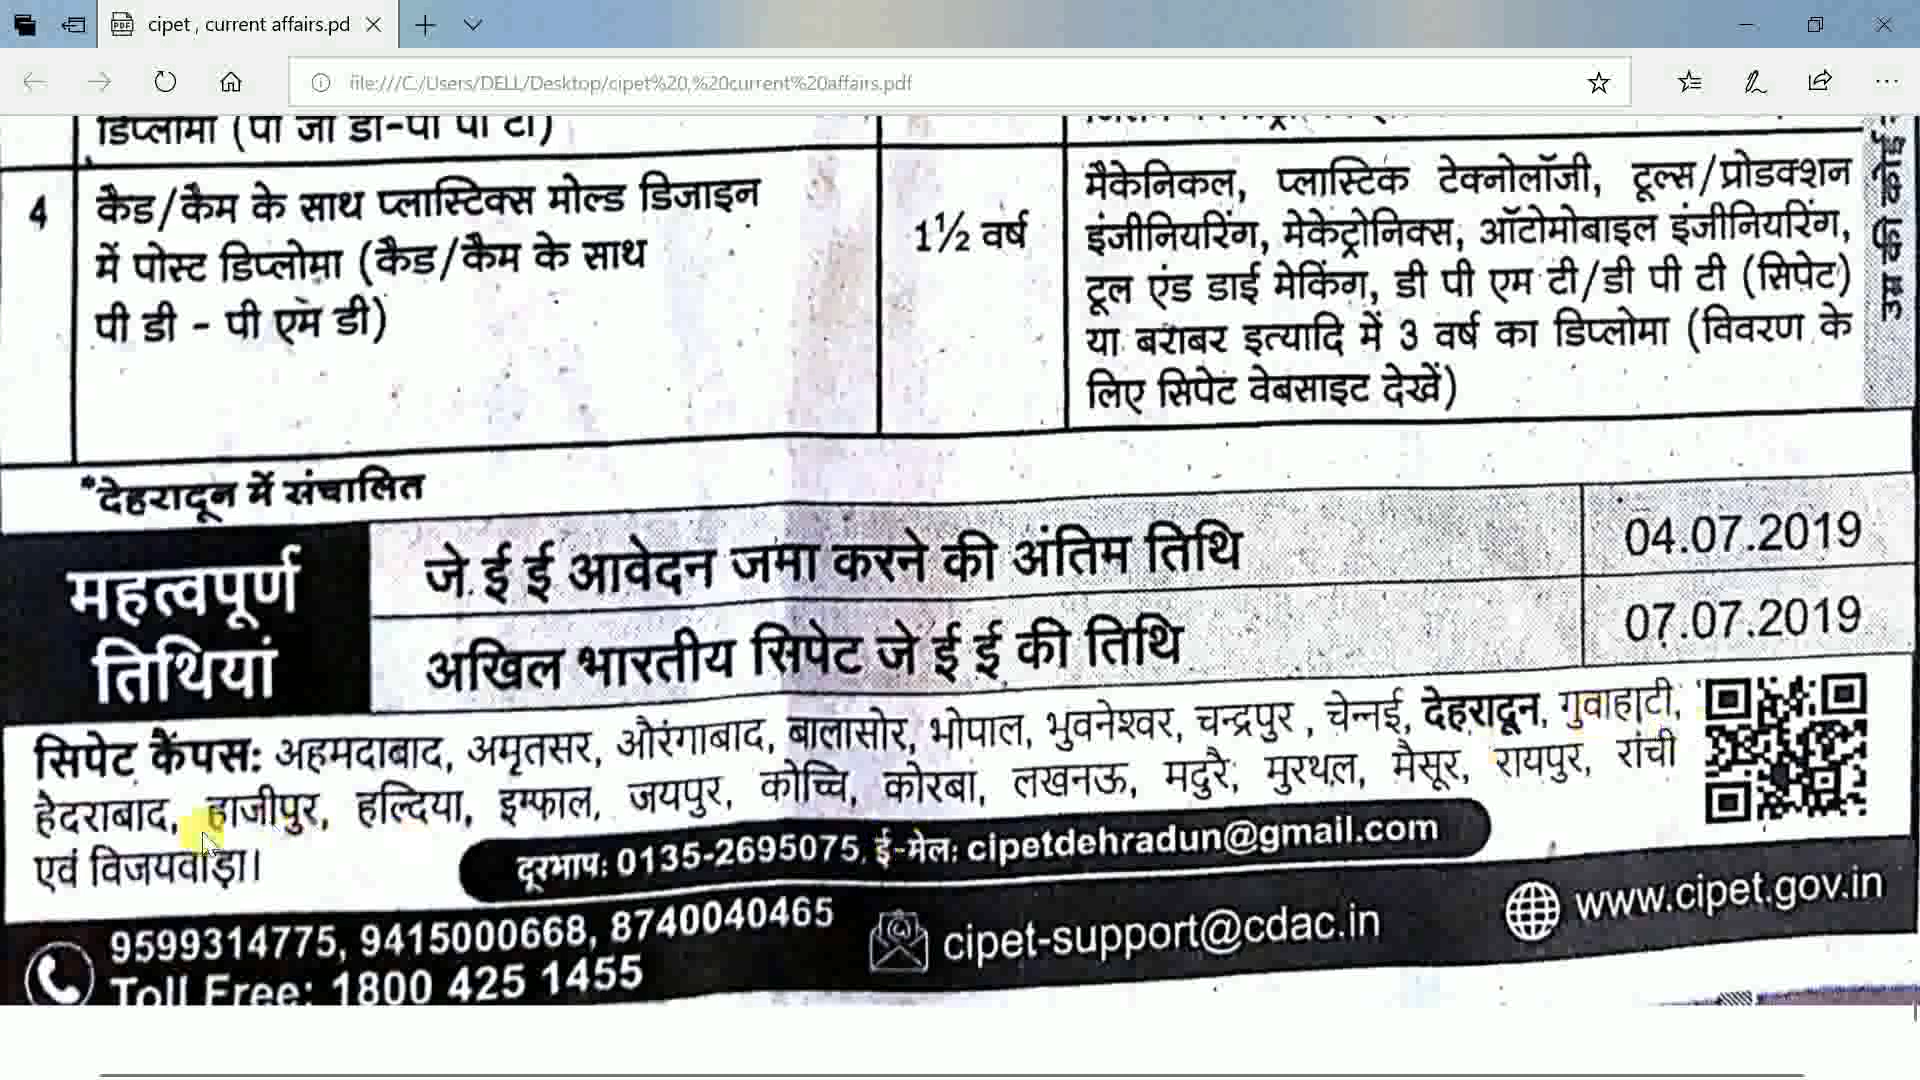 cipet , current affairs.pd
file:///C:/Users/DELL/Desktop/cipet%20,%20current%20affairs.pdf
डिप्लोमा (पी जी डी-पी पी टी)
4
कैड/कैम के साथ प्लास्टिक्स मोल्ड डिजाइन
में पोस्ट डिप्लोमा (कैड/कैम के साथ
पी डी - पी एम डी)
1½ वर्ष
मैकेनिकल, प्लास्टिक टेक्नोलॉजी, टूल्स/प्रोडक्शन
इंजीनियरिंग, मेकेट्रोनिक्स, ऑटोमोबाइल इंजीनियरिंग,
टूल एंड डाई मेकिंग, डी पी एम टी/डी पी टी (सिपेट)
या बराबर इत्यादि में 3 वर्ष का डिप्लोमा (विवरण के
लिए सिपेट वेबसाइट देखें)
उम्र की कोई
*देहरादून में संचालित
महत्वपूर्ण
तिथियां
जे ई ई आवेदन जमा करने की अंतिम तिथि
04.07.2019
अखिल भारतीय सिपेट जे ई ई की तिथि
07.07.2019
सिपेट कैंपस: अहमदाबाद, अमृतसर, औरंगाबाद, बालासोर, भोपाल, भुवनेश्वर, चन्द्रपुर , चेन्नई, देहरादून, गुवाहाटी,
हेदराबाद, हाजीपुर, हल्दिया, इम्फाल, जयपुर, कोच्चि, कोरबा, लखनऊ, मदुरै, मुरथल, मैसूर, रायपुर, रांची
एवं विजयवाड़ा।
दूरभाष: 0135-2695075, ई-मेल: cipetdehradun@gmail.com
9599314775, 9415000668, 8740040465
Toll Free: 1800 425 1455
cipet-support@cdac.in
www.cipet.gov.in